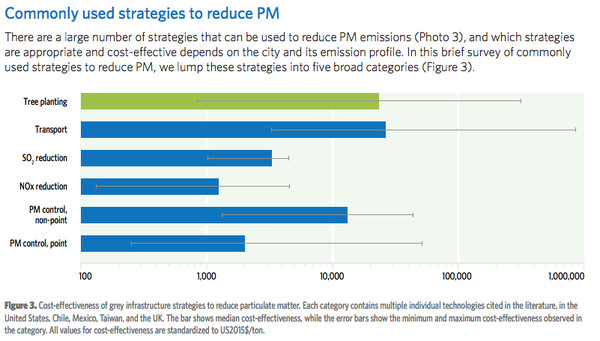 Commonly used strategies to reduce PM
There are a large number of strategies that can be used to reduce PM emissions (Photo 3), and which strategies
are appropriate and cost-effective depends on the city and its emission profile. In this brief survey of commonly
used strategies to reduce PM, we lump these strategies into five broad categories (Figure 3).
Tree planting
Transport
SO₂ reduction
NOx reduction
PM control,
non-point
PM control, point
100 1,000 10,000 100,000 1,000,000
Figure 3. Cost-effectiveness of grey infrastructure strategies to reduce particulate matter. Each category contains multiple individual technologies cited in the literature, in the
United States, Chile, Mexico, Taiwan, and the UK. The bar shows median cost-effectiveness, while the error bars show the minimum and maximum cost-effectiveness observed in
the category. All values for cost-effectiveness are standardized to US2015$/ton.